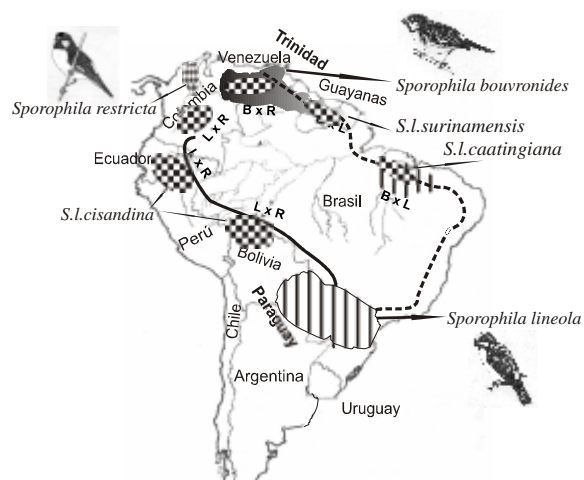 Trinidad
Venezuela
Guayanas
Sporophila bouvronides
Sporophila restricta
Colombia
B x R
L x R
S.l.surinamensis
L
S.l.caatingiana
Ecuador
L x R
B x L
Brasil
L x R
S.l.cisandina
Perú
Bolivia
Paraguay
Sporophila lineola
Chile
Argentina
Uruguay